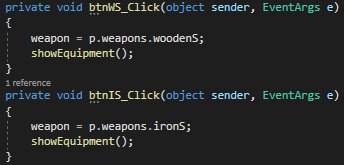 private void btnWS_Click(object sender, EventArgs e)
{
weapon = p.weapons.woodenS;
showEquipment();
}
1 reference
private void btnIS_Click(object sender, EventArgs e)
{
weapon = p.weapons.ironS;
showEquipment();
}